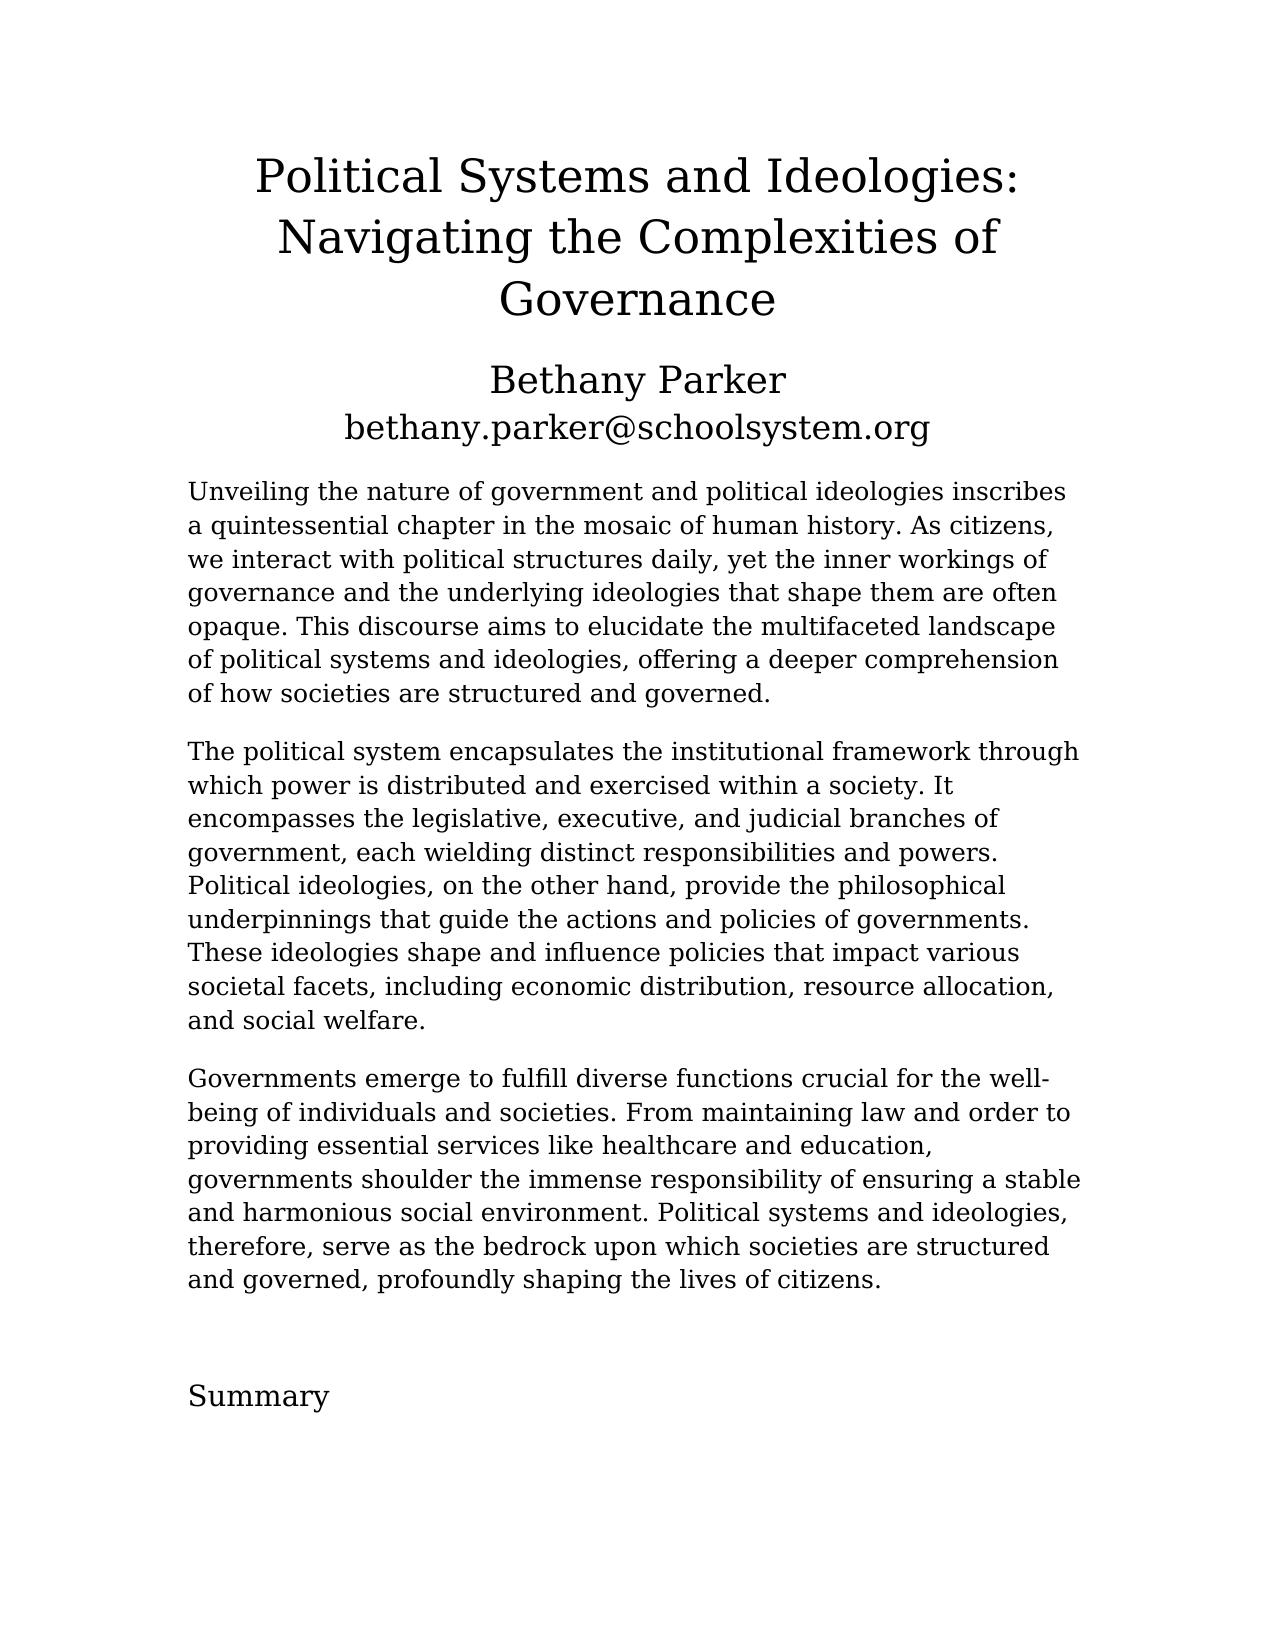 Political Systems and Ideologies:
Navigating the Complexities of
Governance
Bethany Parker
bethany.parker@schoolsystem.org
Unveiling the nature of government and political ideologies inscribes
a quintessential chapter in the mosaic of human history. As citizens,
we interact with political structures daily, yet the inner workings of
governance and the underlying ideologies that shape them are often
opaque. This discourse aims to elucidate the multifaceted landscape
of political systems and ideologies, offering a deeper comprehension
of how societies are structured and governed.
The political system encapsulates the institutional framework through
which power is distributed and exercised within a society. It
encompasses the legislative, executive, and judicial branches of
government, each wielding distinct responsibilities and powers.
Political ideologies, on the other hand, provide the philosophical
underpinnings that guide the actions and policies of governments.
These ideologies shape and influence policies that impact various
societal facets, including economic distribution, resource allocation,
and social welfare.
Governments emerge to fulfill diverse functions crucial for the well-
being of individuals and societies. From maintaining law and order to
providing essential services like healthcare and education,
governments shoulder the immense responsibility of ensuring a stable
and harmonious social environment. Political systems and ideologies,
therefore, serve as the bedrock upon which societies are structured
and governed, profoundly shaping the lives of citizens.
Summary